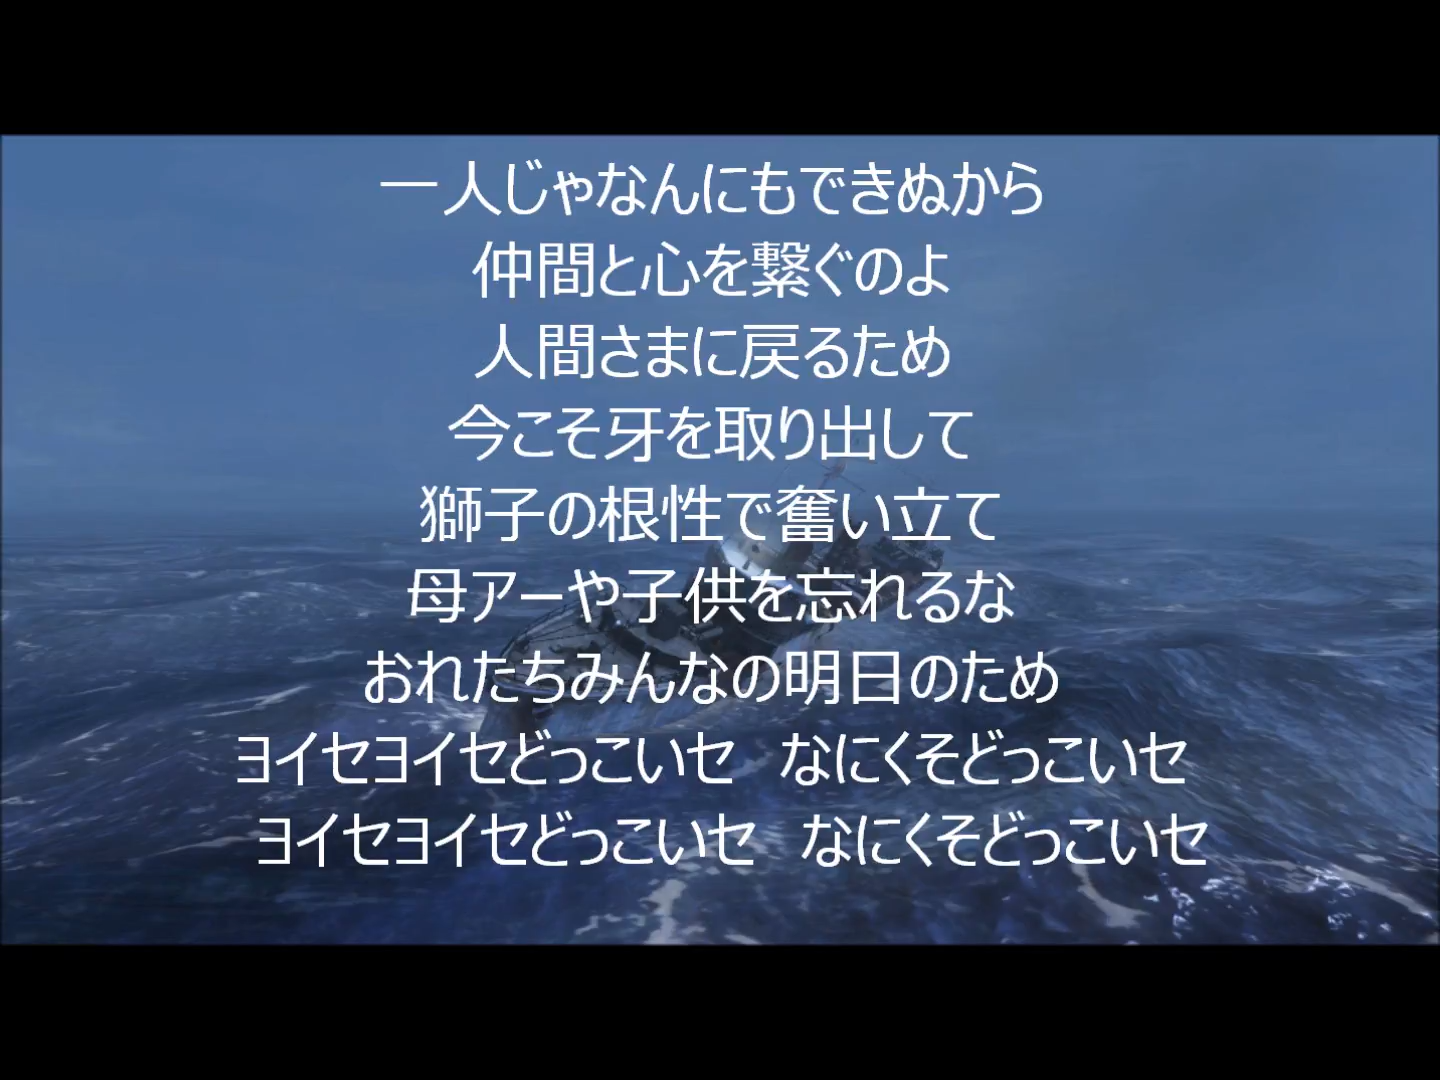 一人じゃなんにもできぬから
仲間と心を繋ぐのよ
人間さまに戻るため
今こそ牙を取り出して
獅子の根性で奮い立て
母アーや子供を忘れるな
おれたちみんなの明日のため
ヨイセヨイセどっこいセ　なにくそどっこいセ
ヨイセヨイセどっこいセ　なにくそどっこいセ